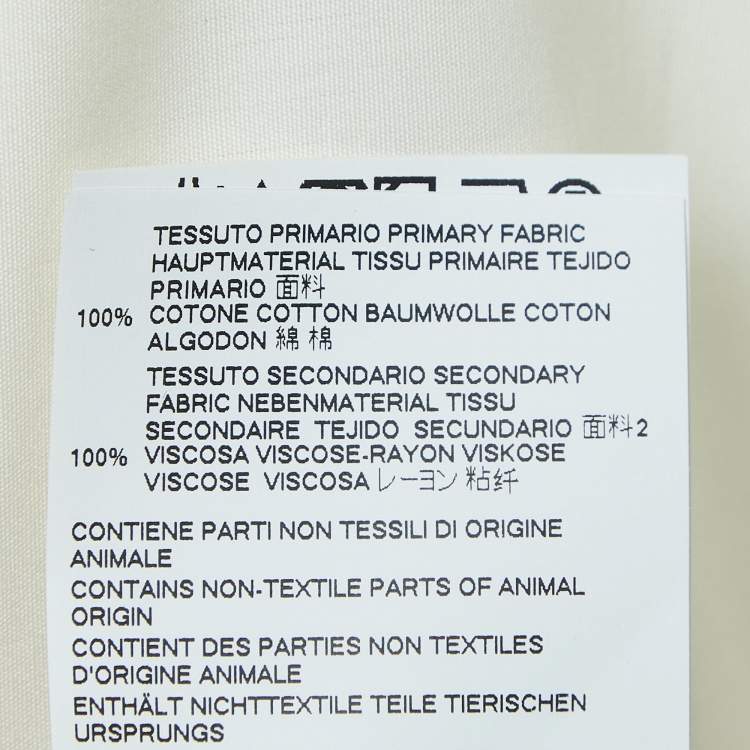 TESSUTO PRIMARIO PRIMARY FABRIC
HAUPTMATERIAL TISSU PRIMAIRE TEJIDO
PRIMARIO 面料
100% COTONE COTTON BAUMWOLLE COTON
ALGODON 綿 棉
TESSUTO SECONDARIO SECONDARY
FABRIC NEBENMATERIAL TISSU
SECONDAIRE TEJIDO SECUNDARIO 面料2
100% VISCOSA VISCOSE-RAYON VISKOSE
VISCOSE VISCOSA レーヨン 粘纤
CONTIENE PARTI NON TESSILI DI ORIGINE
ANIMALE
CONTAINS NON-TEXTILE PARTS OF ANIMAL
ORIGIN
CONTIENT DES PARTIES NON TEXTILES
D'ORIGINE ANIMALE
ENTHÄLT NICHTTEXTILE TEILE TIERISCHEN
URSPRUNGS